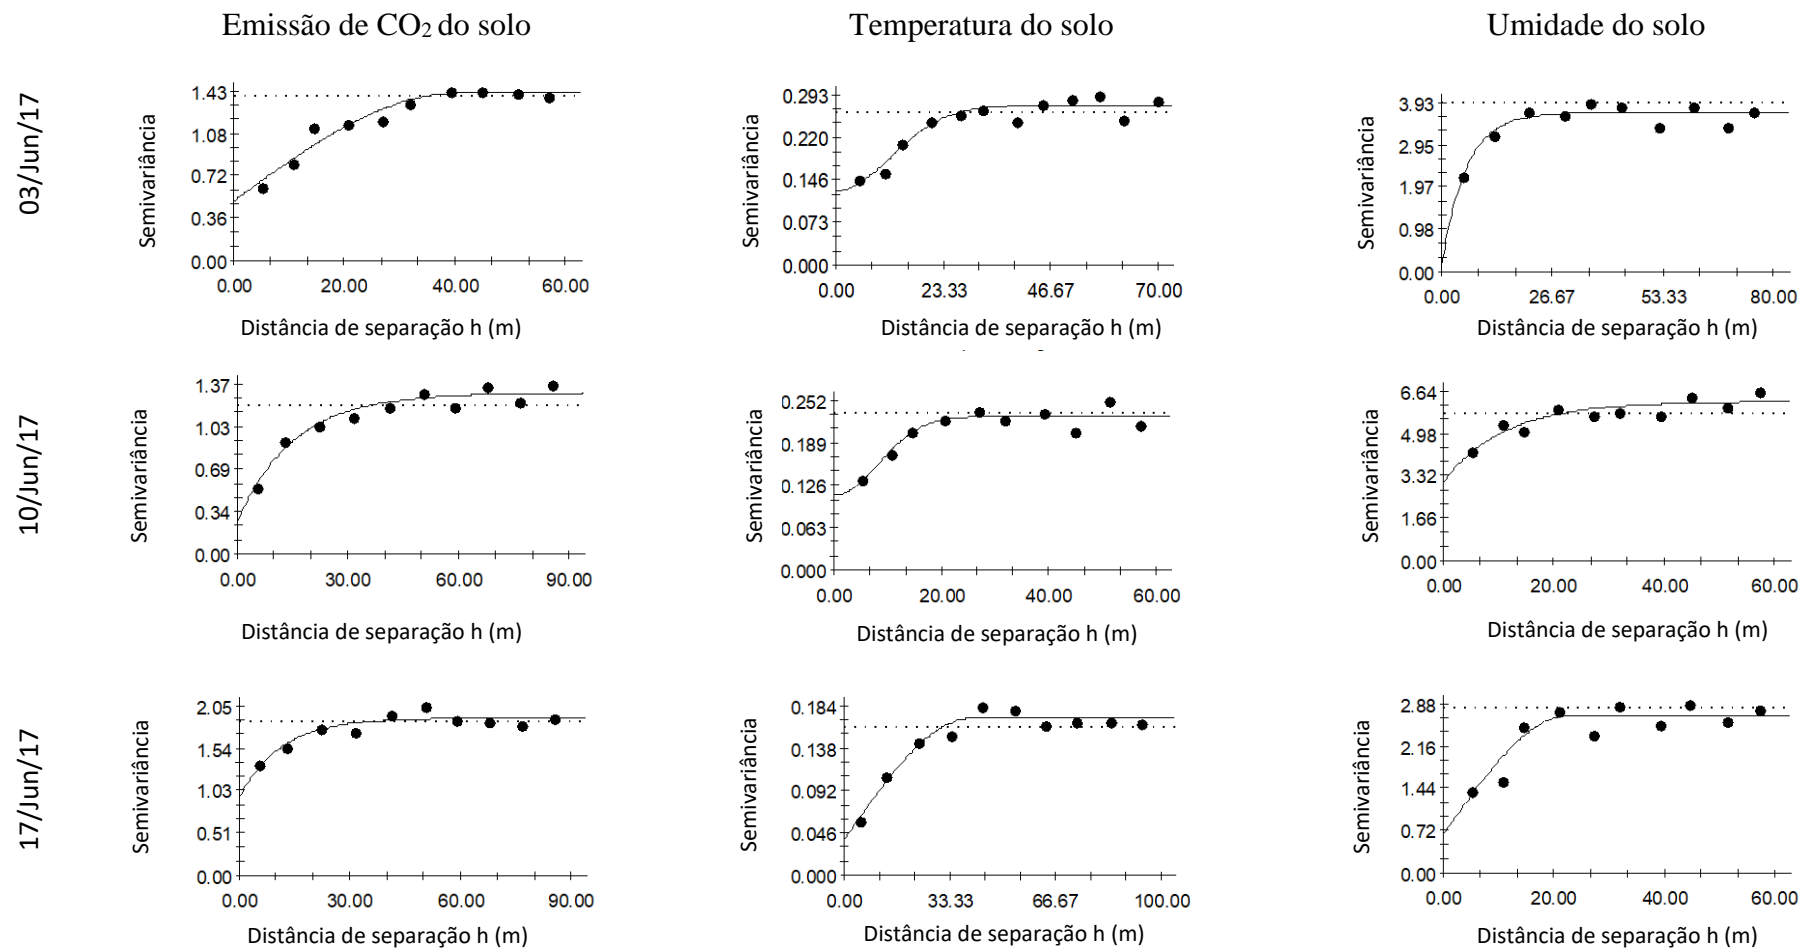 Emissão de CO2 do solo
Temperatura do solo
Umidade do solo
03/Jun/17
Semivariância
1.43
1.08
0.72
0.36
0.00
0.00 20.00 40.00 60.00
Distância de separação h (m)
Semivariância
0.293
0.220
0.146
0.073
0.000
0.00 23.33 46.67 70.00
Distância de separação h (m)
Semivariância
3.93
2.95
1.97
0.98
0.00
0.00 26.67 53.33 80.00
Distância de separação h (m)
10/Jun/17
Semivariância
1.37
1.03
0.69
0.34
0.00
0.00 30.00 60.00 90.00
Distância de separação h (m)
Semivariância
0.252
0.189
0.126
0.063
0.000
0.00 20.00 40.00 60.00
Distância de separação h (m)
Semivariância
6.64
4.98
3.32
1.66
0.00
0.00 20.00 40.00 60.00
Distância de separação h (m)
17/Jun/17
Semivariância
2.05
1.54
1.03
0.51
0.00
0.00 30.00 60.00 90.00
Distância de separação h (m)
Semivariância
0.184
0.138
0.092
0.046
0.000
0.00 33.33 66.67 100.00
Distância de separação h (m)
Semivariância
2.88
2.16
1.44
0.72
0.00
0.00 20.00 40.00 60.00
Distância de separação h (m)